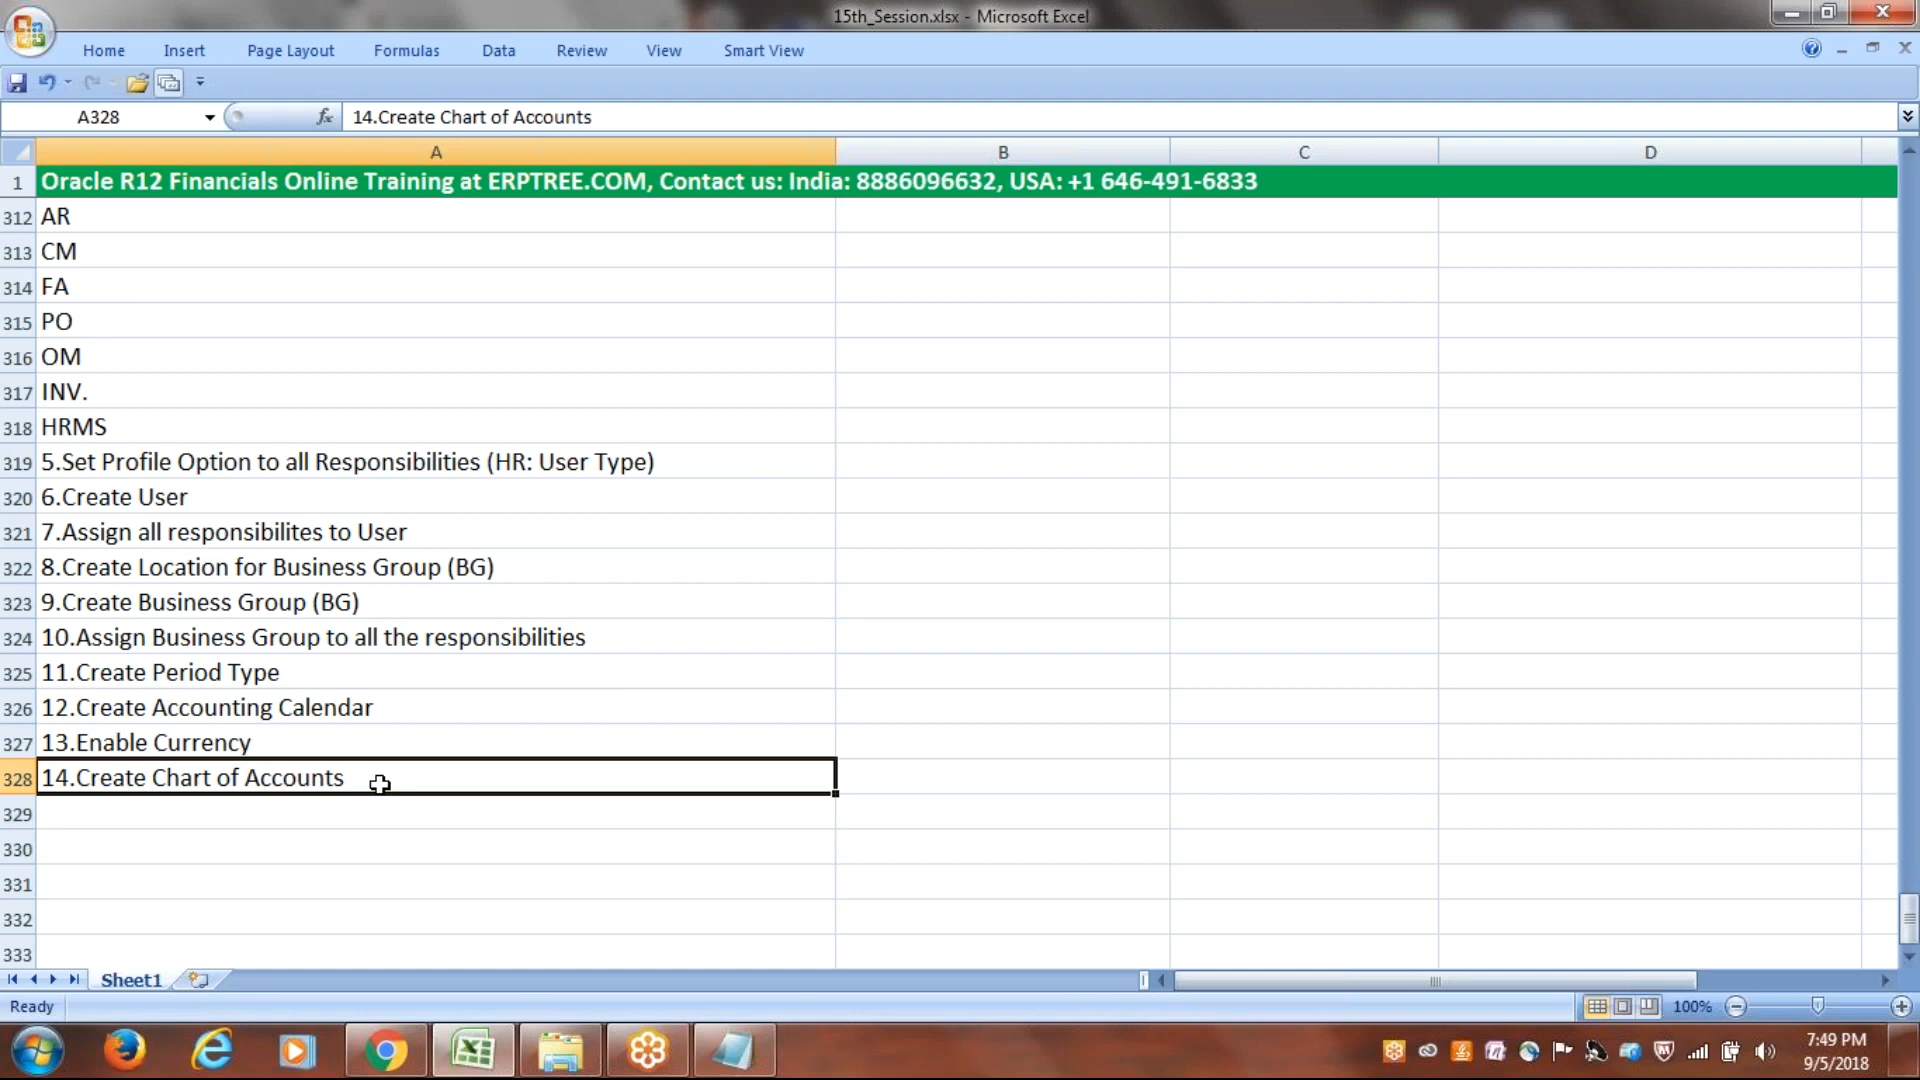 15th_Session.xlsx - Microsoft Excel
Home Insert Page Layout Formulas Data Review View Smart View
A328 fx 14.Create Chart of Accounts
A B C D
1 Oracle R12 Financials Online Training at ERPTREE.COM, Contact us: India: 8886096632, USA: +1 646-491-6833
312 AR
313 CM
314 FA
315 PO
316 OM
317 INV.
318 HRMS
319 5.Set Profile Option to all Responsibilities (HR: User Type)
320 6.Create User
321 7.Assign all responsibilites to User
322 8.Create Location for Business Group (BG)
323 9.Create Business Group (BG)
324 10.Assign Business Group to all the responsibilities
325 11.Create Period Type
326 12.Create Accounting Calendar
327 13.Enable Currency
328 14.Create Chart of Accounts
329
330
331
332
333
Sheet1
Ready 100%
7:49 PM
9/5/2018